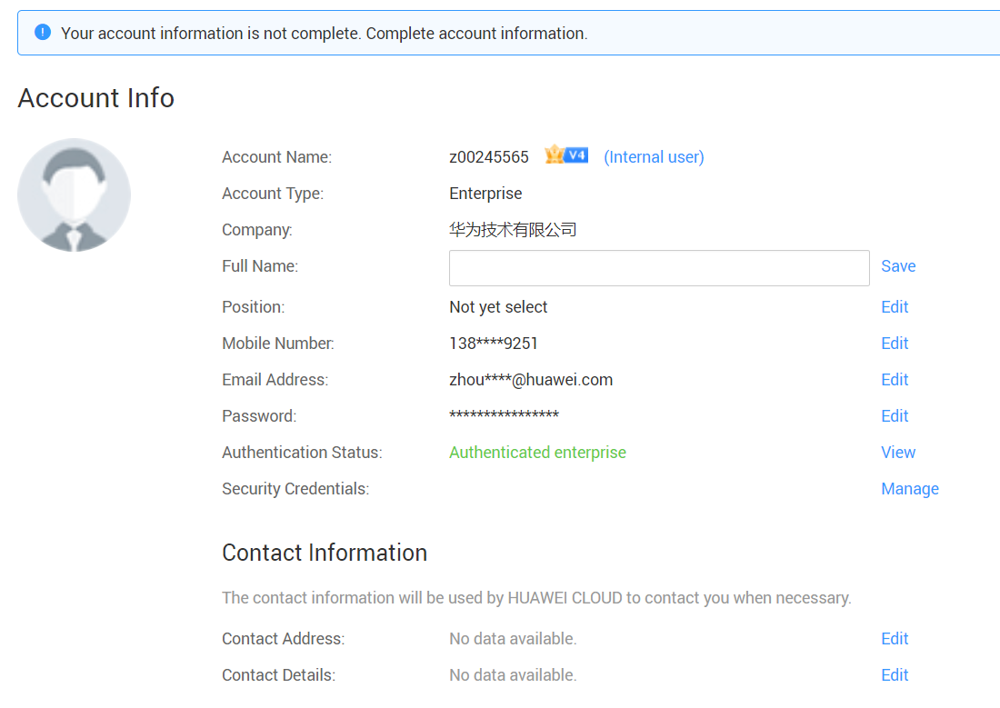 Your account information is not complete. Complete account information.
Account Info
Account Name: z00245565 V4 (Internal user)
Account Type: Enterprise
Company: 华为技术有限公司
Full Name: Save
Position: Not yet select Edit
Mobile Number: 138****9251 Edit
Email Address: zhou****@huawei.com Edit
Password: **************** Edit
Authentication Status: Authenticated enterprise View
Security Credentials: Manage
Contact Information
The contact information will be used by HUAWEI CLOUD to contact you when necessary.
Contact Address: No data available. Edit
Contact Details: No data available. Edit